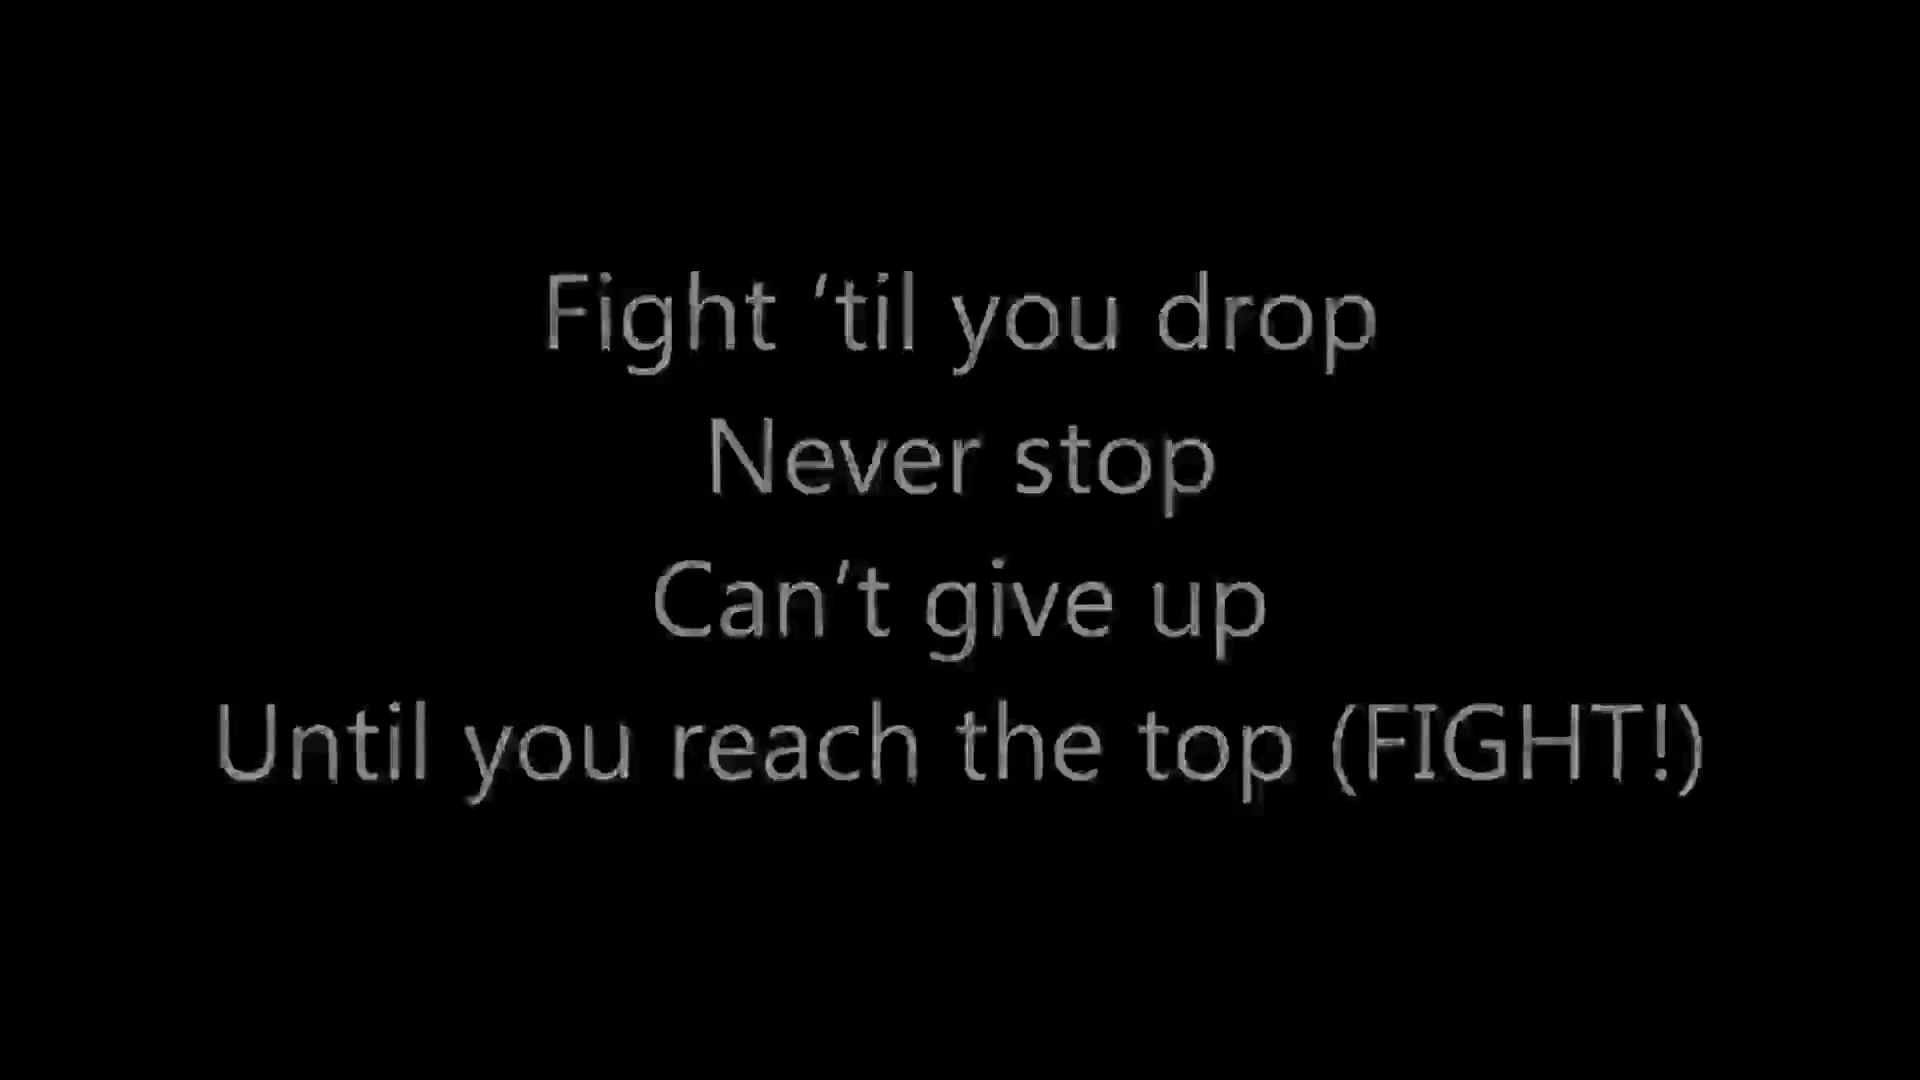 Fight ‘til you drop
Never stop
Can’t give up
Until you reach the top (FIGHT!)